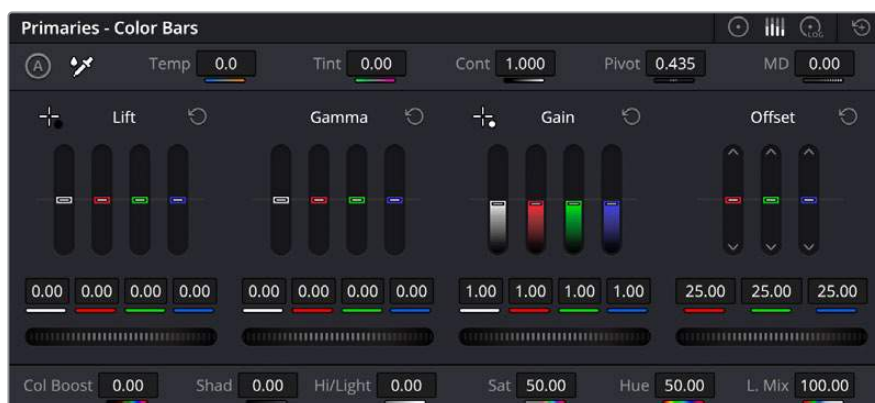 Primaries - Color Bars
LOG
A Temp 0.0 Tint 0.00 Cont 1.000 Pivot 0.435 MD 0.00
Lift Gamma Gain Offset
0.00 0.00 0.00 0.00 0.00 0.00 0.00 0.00 1.00 1.00 1.00 1.00 25.00 25.00 25.00
Col Boost 0.00 Shad 0.00 Hi/Light 0.00 Sat 50.00 Hue 50.00 L. Mix 100.00